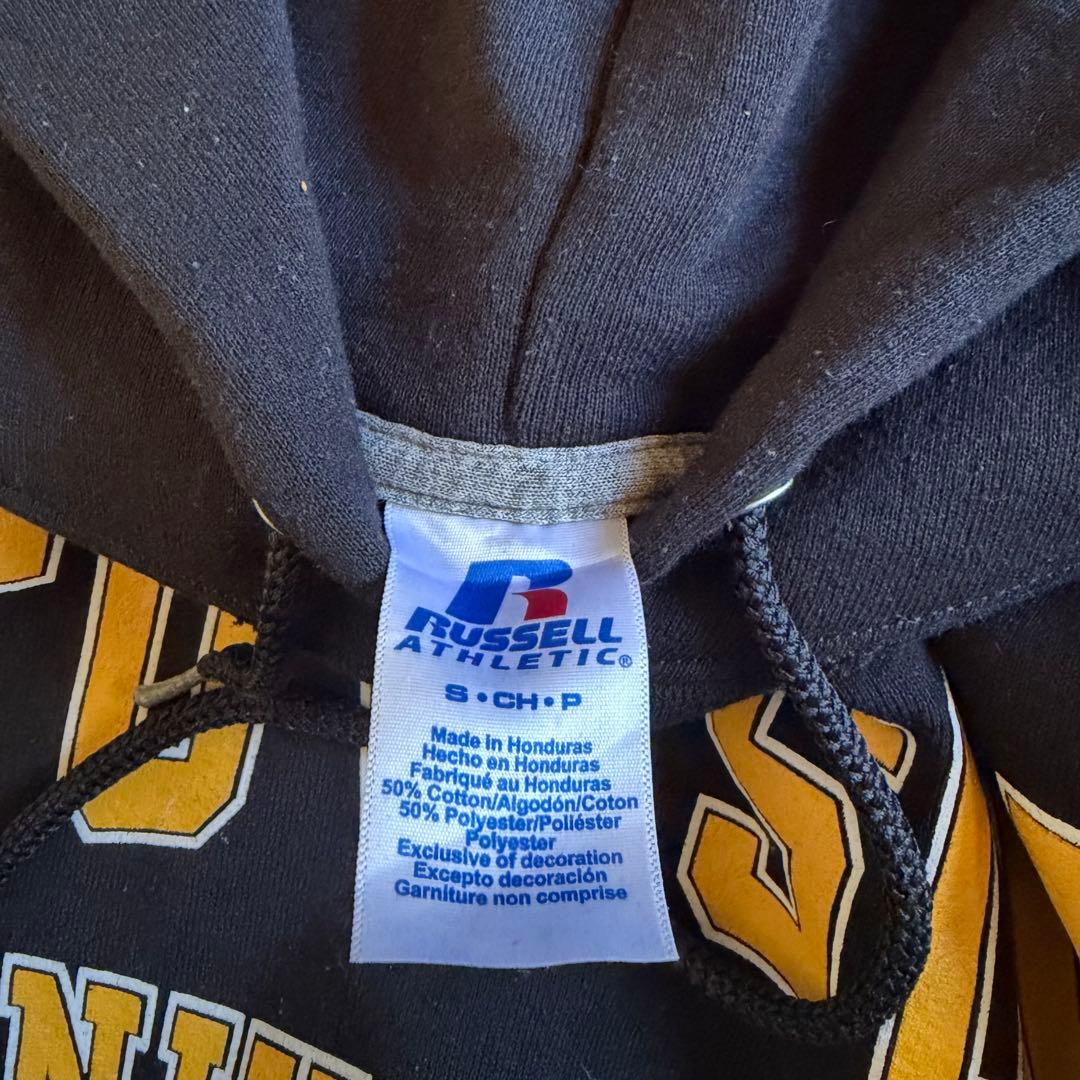 RUSSELL
ATHLETIC®
S•CH•P
Made in Honduras
Hecho en Honduras
Fabriqué au Honduras
50% Cotton/Algodón/Coton
50% Polyester/Poliéster
Polyester
Exclusive of decoration
Excepto decoración
Garniture non comprise